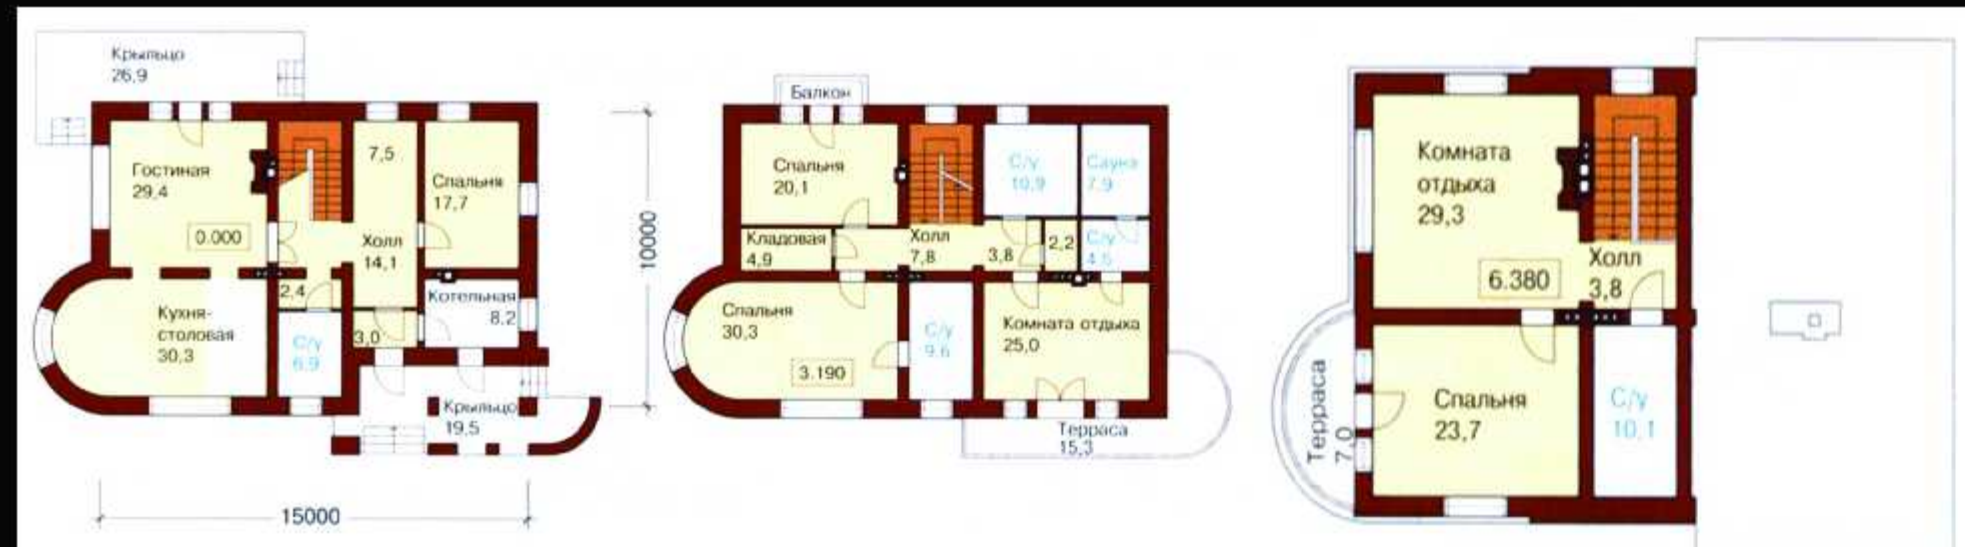 Крыльцо
26,9
Гостиная
29,4
0.000
7,5
Спальня
17,7
Холл
14,1
2,4
Котельная
8,2
Кухня-
столовая
30,3
С/у
6,9
3,0
Крыльцо
19,5
15000
10000
Балкон
Спальня
20,1
С/у
10,9
Сауна
7,9
Кладовая
4,9
Холл
7,8
3,8
2,2
С/у
Спальня
30,3
3.190
С/у
9,6
Комната отдыха
25,0
Терраса
15,3
Комната
отдыха
29,3
6.380
Холл
3,8
Терраса
7,0
Спальня
23,7
С/у
10,1